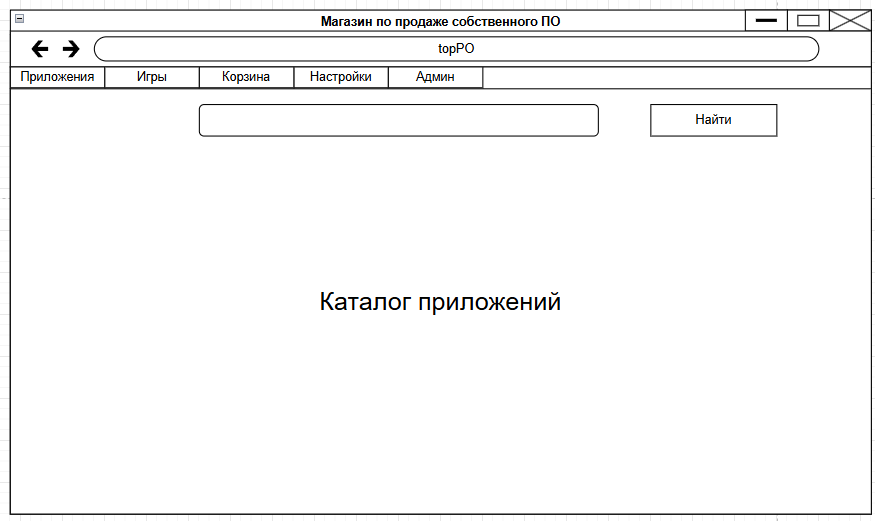 Магазин по продаже собственного ПО
topPO
Приложения Игры Корзина Настройки Админ
Найти
Каталог приложений